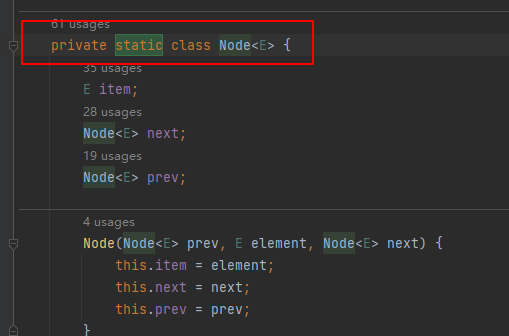 61 usages
private static class Node<E> {
35 usages
E item;
28 usages
Node<E> next;
19 usages
Node<E> prev;
4 usages
Node(Node<E> prev, E element, Node<E> next) {
this.item = element;
this.next = next;
this.prev = prev;
}